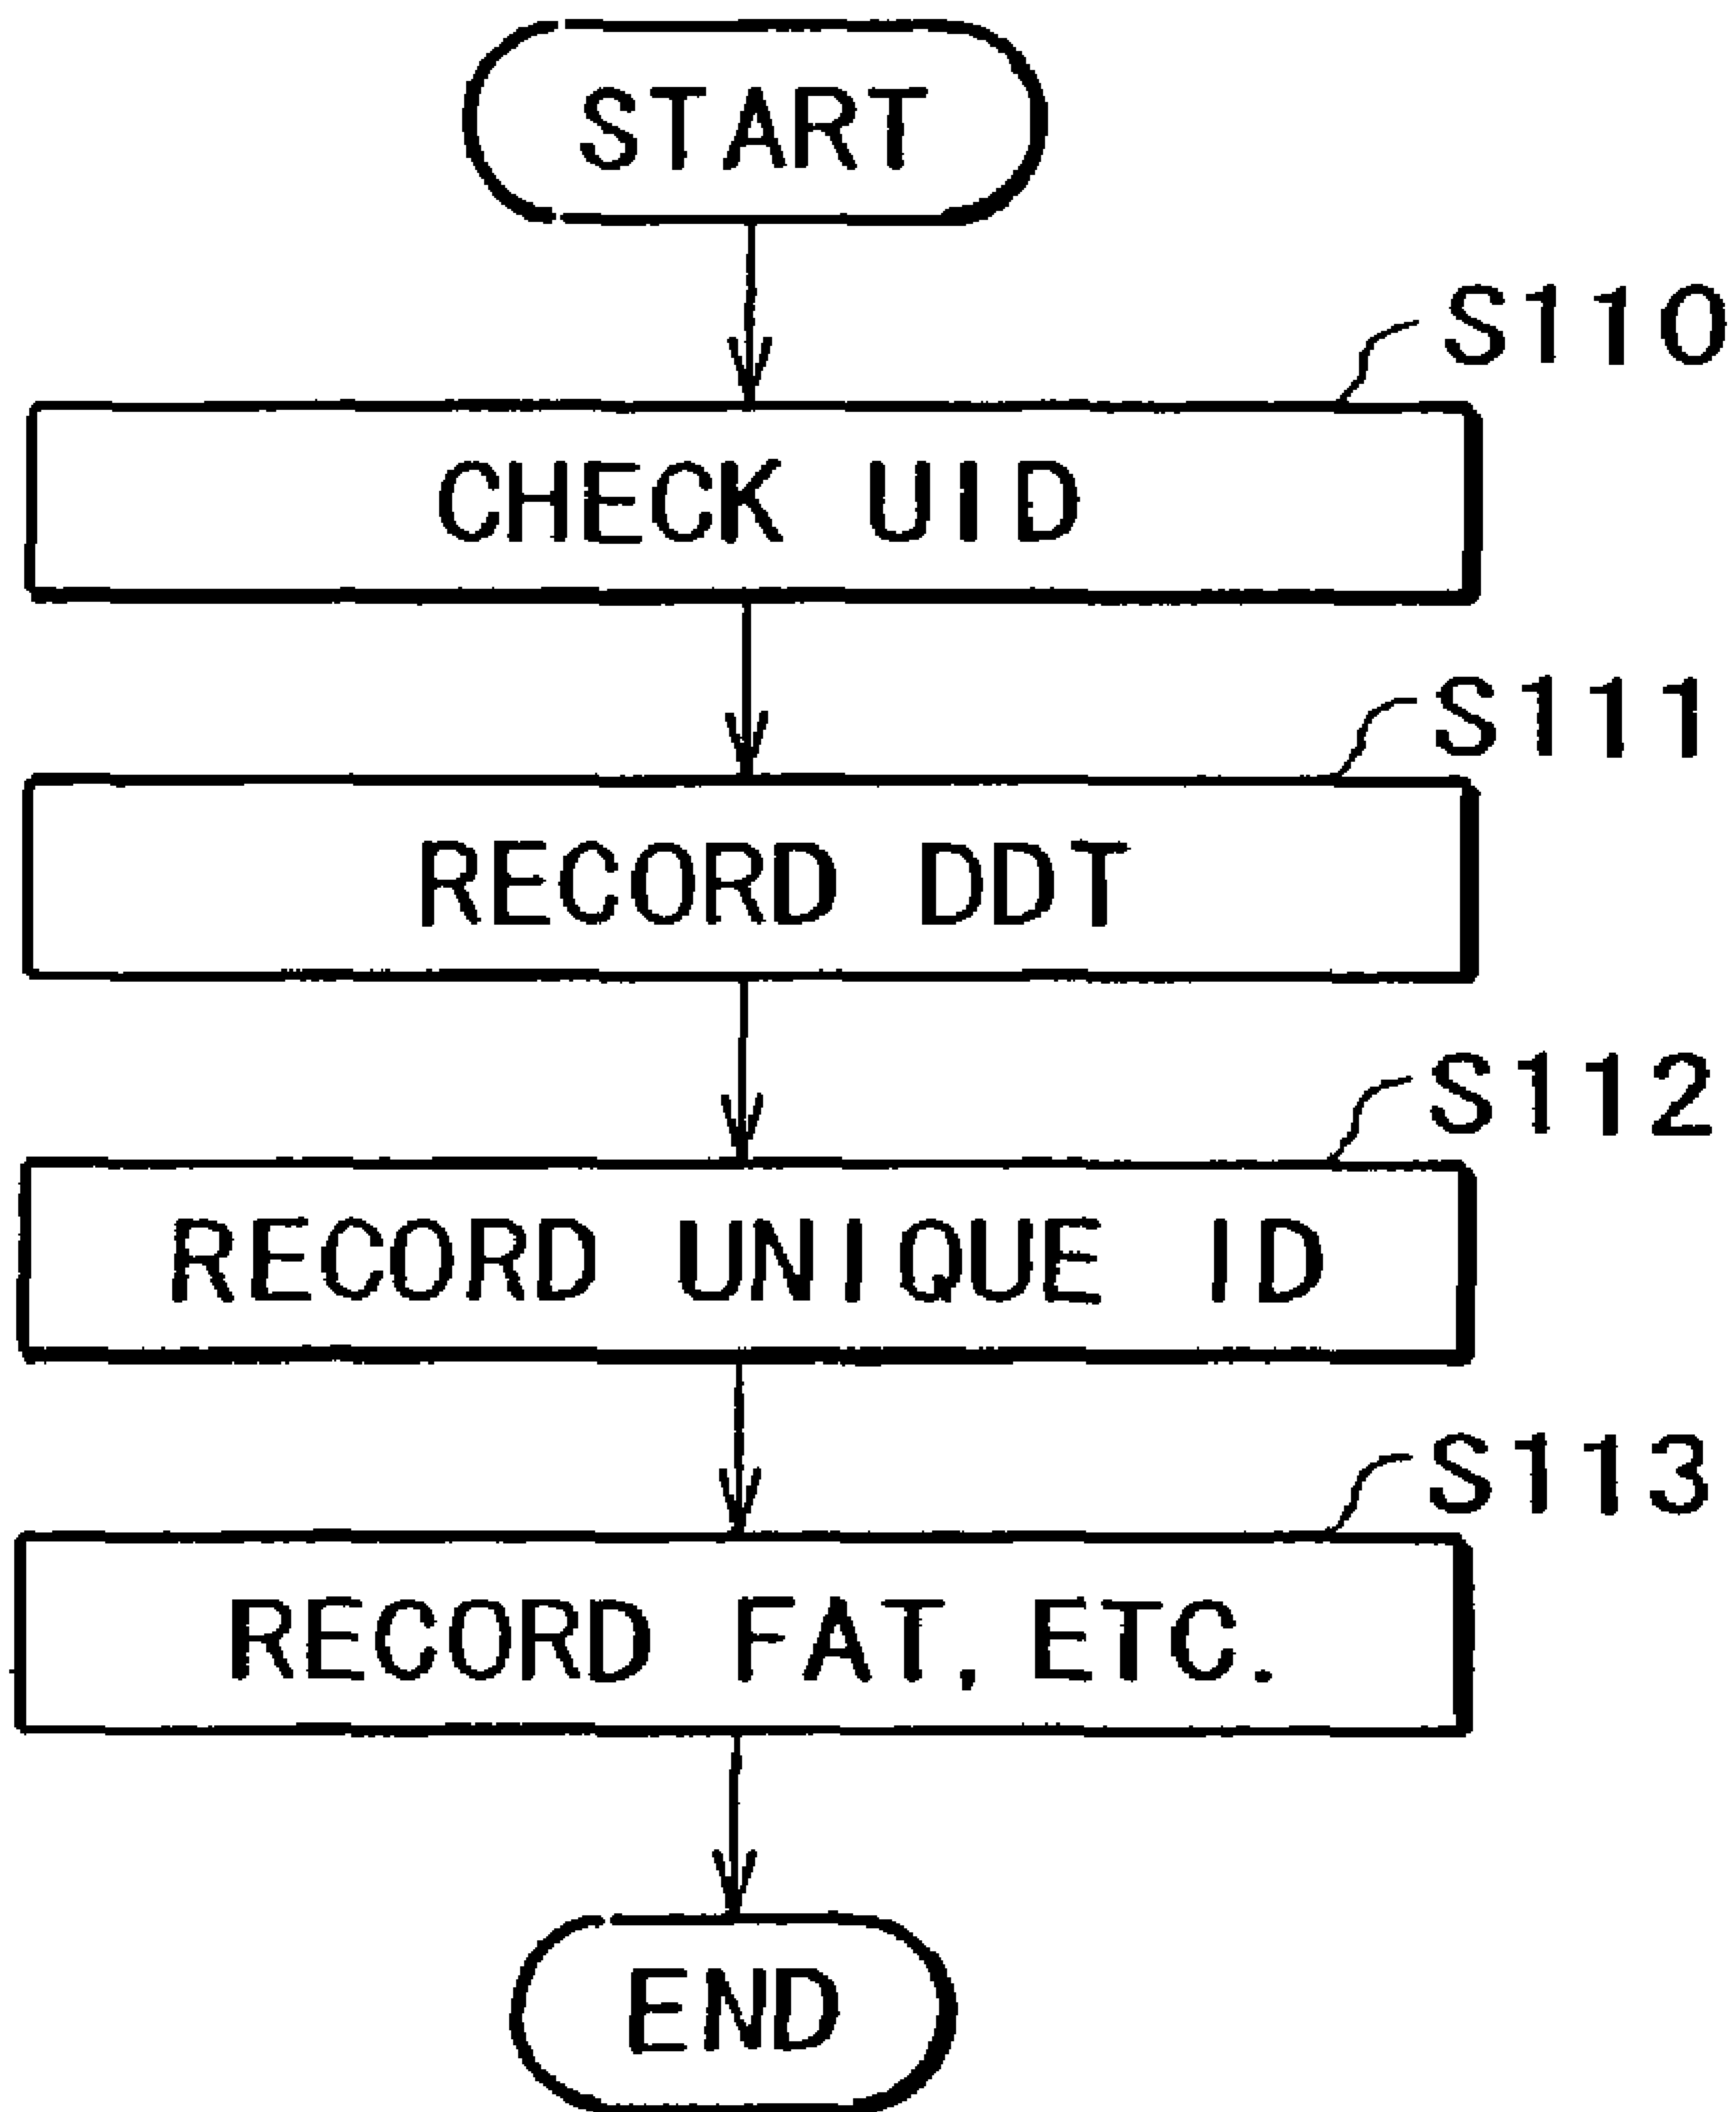 START
S110
CHECK UID
S111
RECORD DDT
S112
RECORD UNIQUE ID
S113
RECORD FAT, ETC.
END